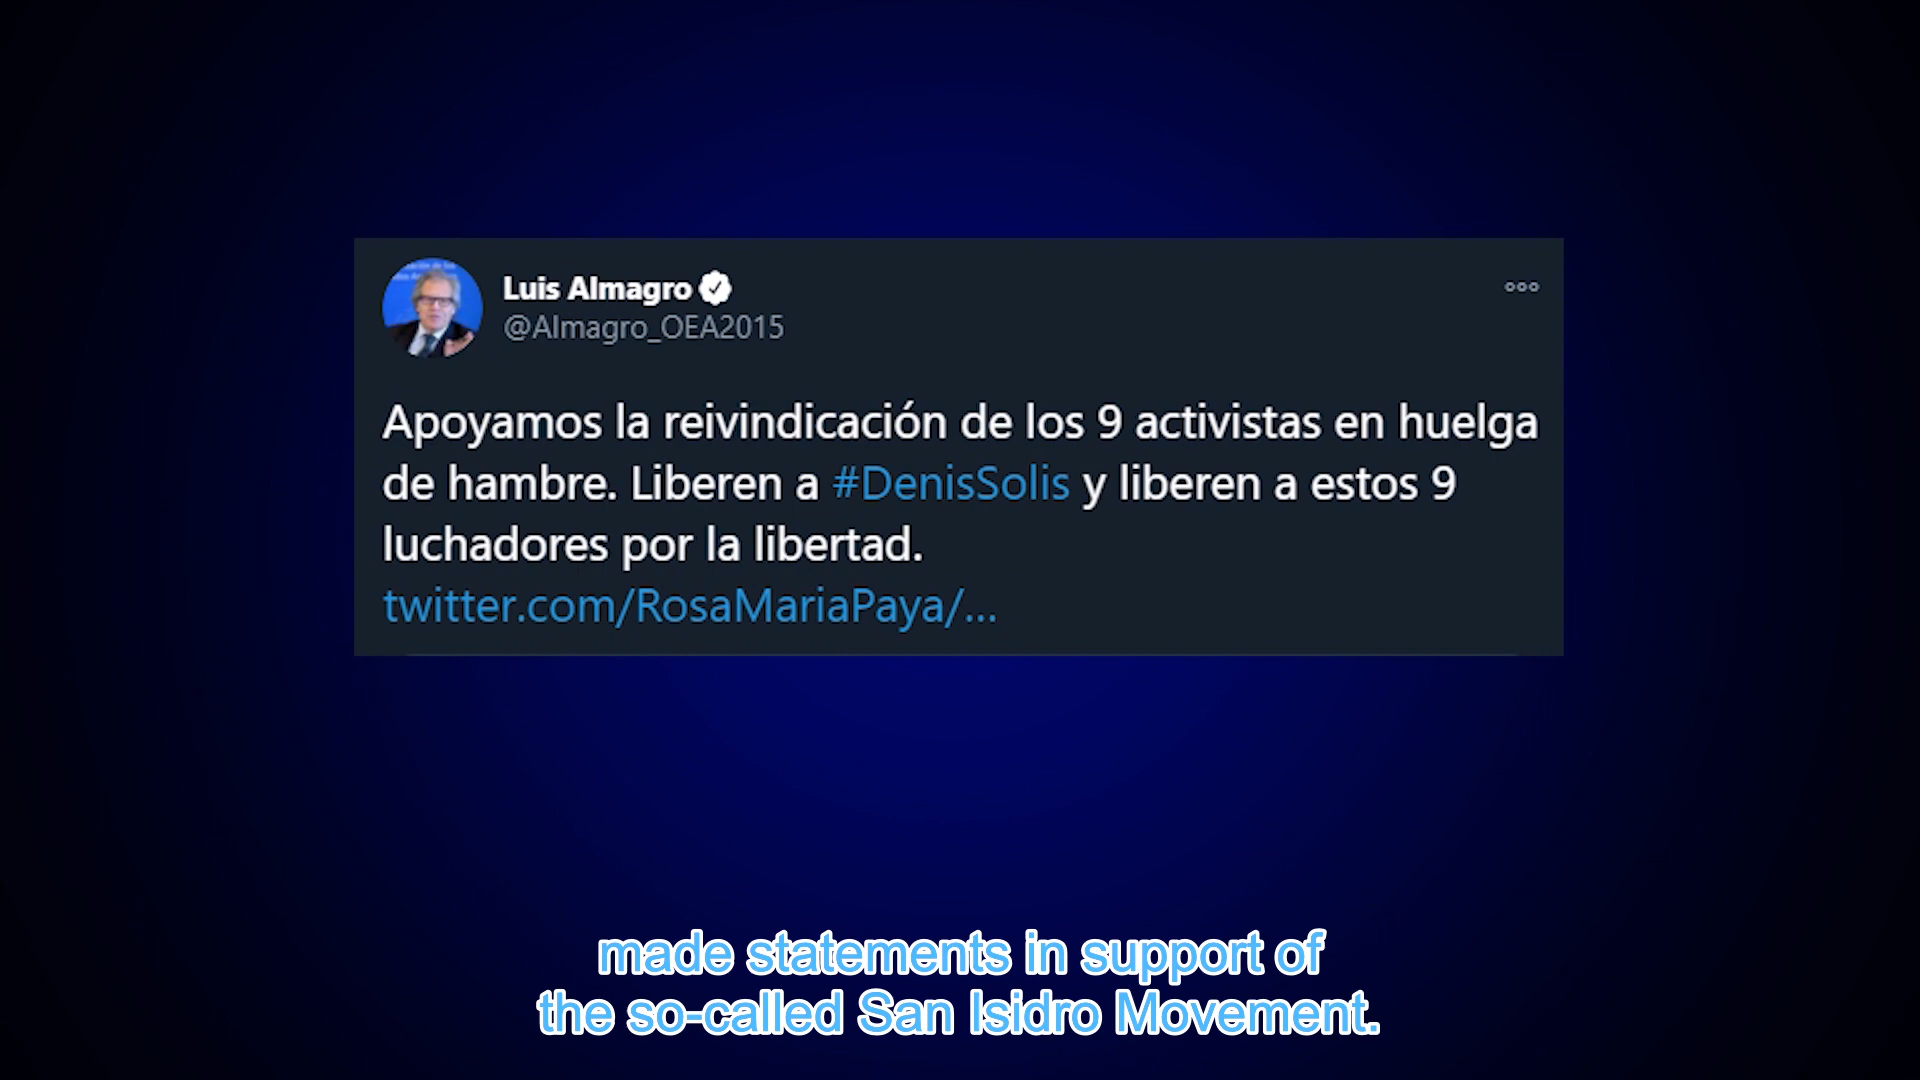 Luis Almagro
@Almagro_OEA2015
Apoyamos la reivindicación de los 9 activistas en huelga
de hambre. Liberen a #DenisSolis y liberen a estos 9
luchadores por la libertad.
twitter.com/RosaMariaPaya/...
made statements in support of
the so-called San Isidro Movement.